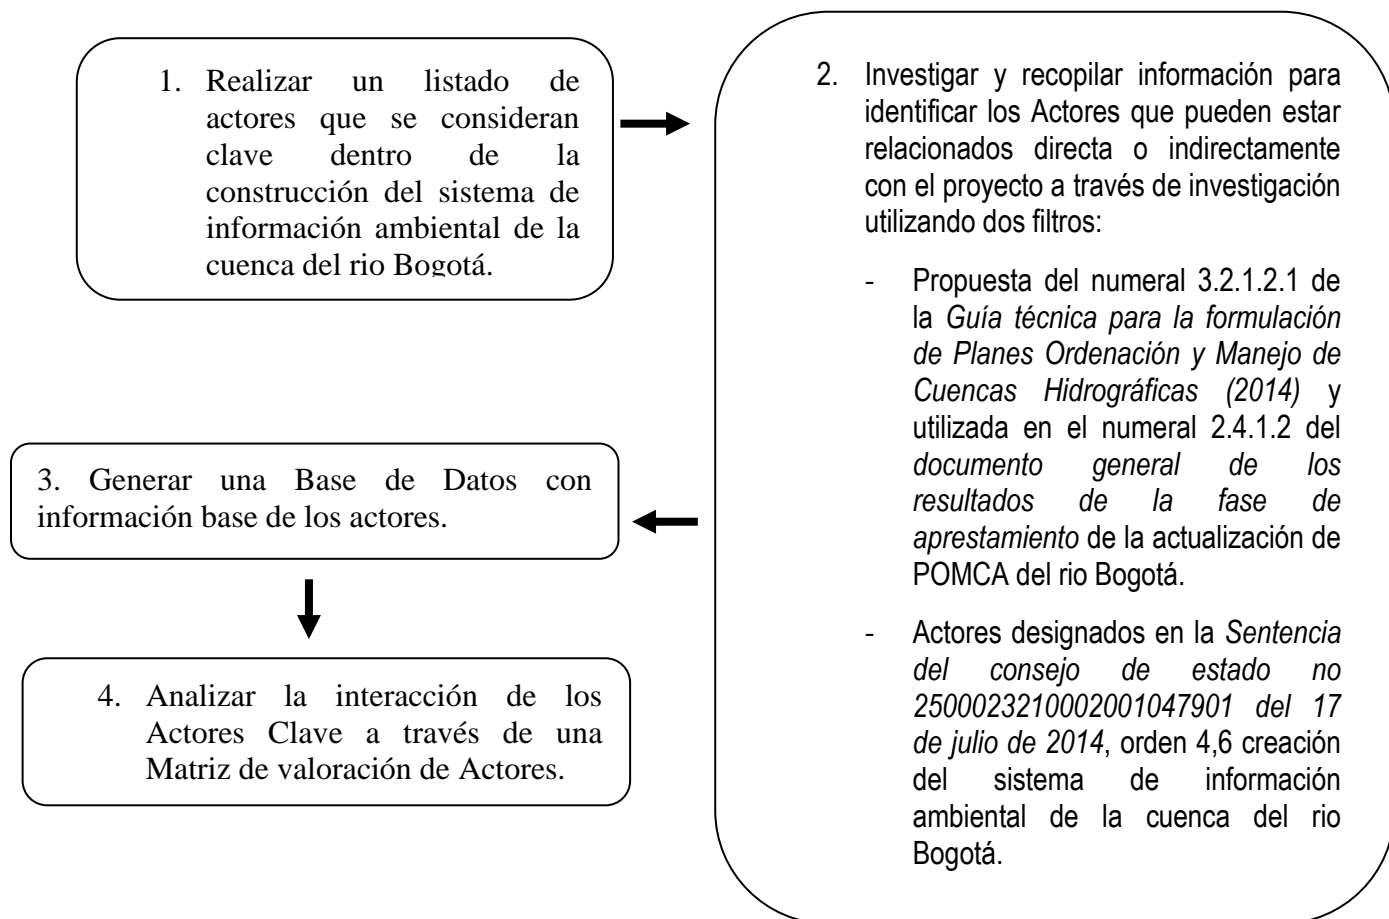 1. Realizar un listado de
actores que se consideran
clave dentro de la
construcción del sistema de
información ambiental de la
cuenca del rio Bogotá.
2. Investigar y recopilar información para
identificar los Actores que pueden estar
relacionados directa o indirectamente
con el proyecto a través de investigación
utilizando dos filtros:
- Propuesta del numeral 3.2.1.2.1 de
la Guía técnica para la formulación
de Planes Ordenación y Manejo de
Cuencas Hidrográficas (2014) y
utilizada en el numeral 2.4.1.2 del
documento general de los
resultados de la fase de
aprestamiento de la actualización de
POMCA del rio Bogotá.
- Actores designados en la Sentencia
del consejo de estado no
2500023210002001047901 del 17
de julio de 2014, orden 4,6 creación
del sistema de información
ambiental de la cuenca del rio
Bogotá.
3. Generar una Base de Datos con
información base de los actores.
4. Analizar la interacción de los
Actores Clave a través de una
Matriz de valoración de Actores.